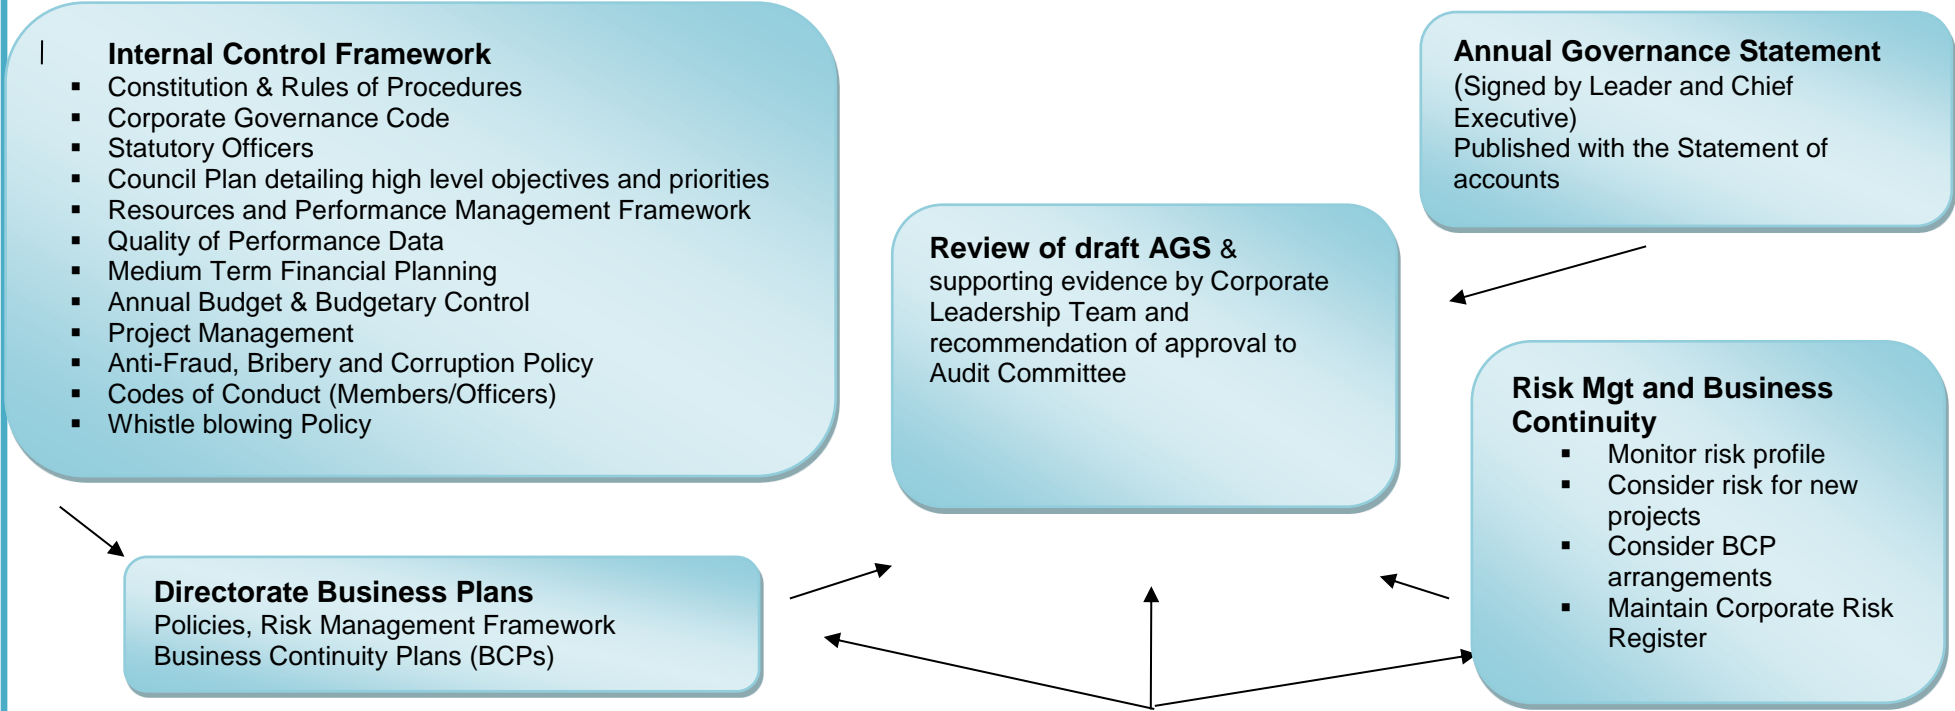 Internal Control Framework
▪ Constitution & Rules of Procedures
▪ Corporate Governance Code
▪ Statutory Officers
▪ Council Plan detailing high level objectives and priorities
▪ Resources and Performance Management Framework
▪ Quality of Performance Data
▪ Medium Term Financial Planning
▪ Annual Budget & Budgetary Control
▪ Project Management
▪ Anti-Fraud, Bribery and Corruption Policy
▪ Codes of Conduct (Members/Officers)
▪ Whistle blowing Policy
Directorate Business Plans
Policies, Risk Management Framework
Business Continuity Plans (BCPs)
Review of draft AGS &
supporting evidence by Corporate
Leadership Team and
recommendation of approval to
Audit Committee
Annual Governance Statement
(Signed by Leader and Chief
Executive)
Published with the Statement of
accounts
Risk Mgt and Business
Continuity
▪ Monitor risk profile
▪ Consider risk for new
projects
▪ Consider BCP
arrangements
▪ Maintain Corporate Risk
Register